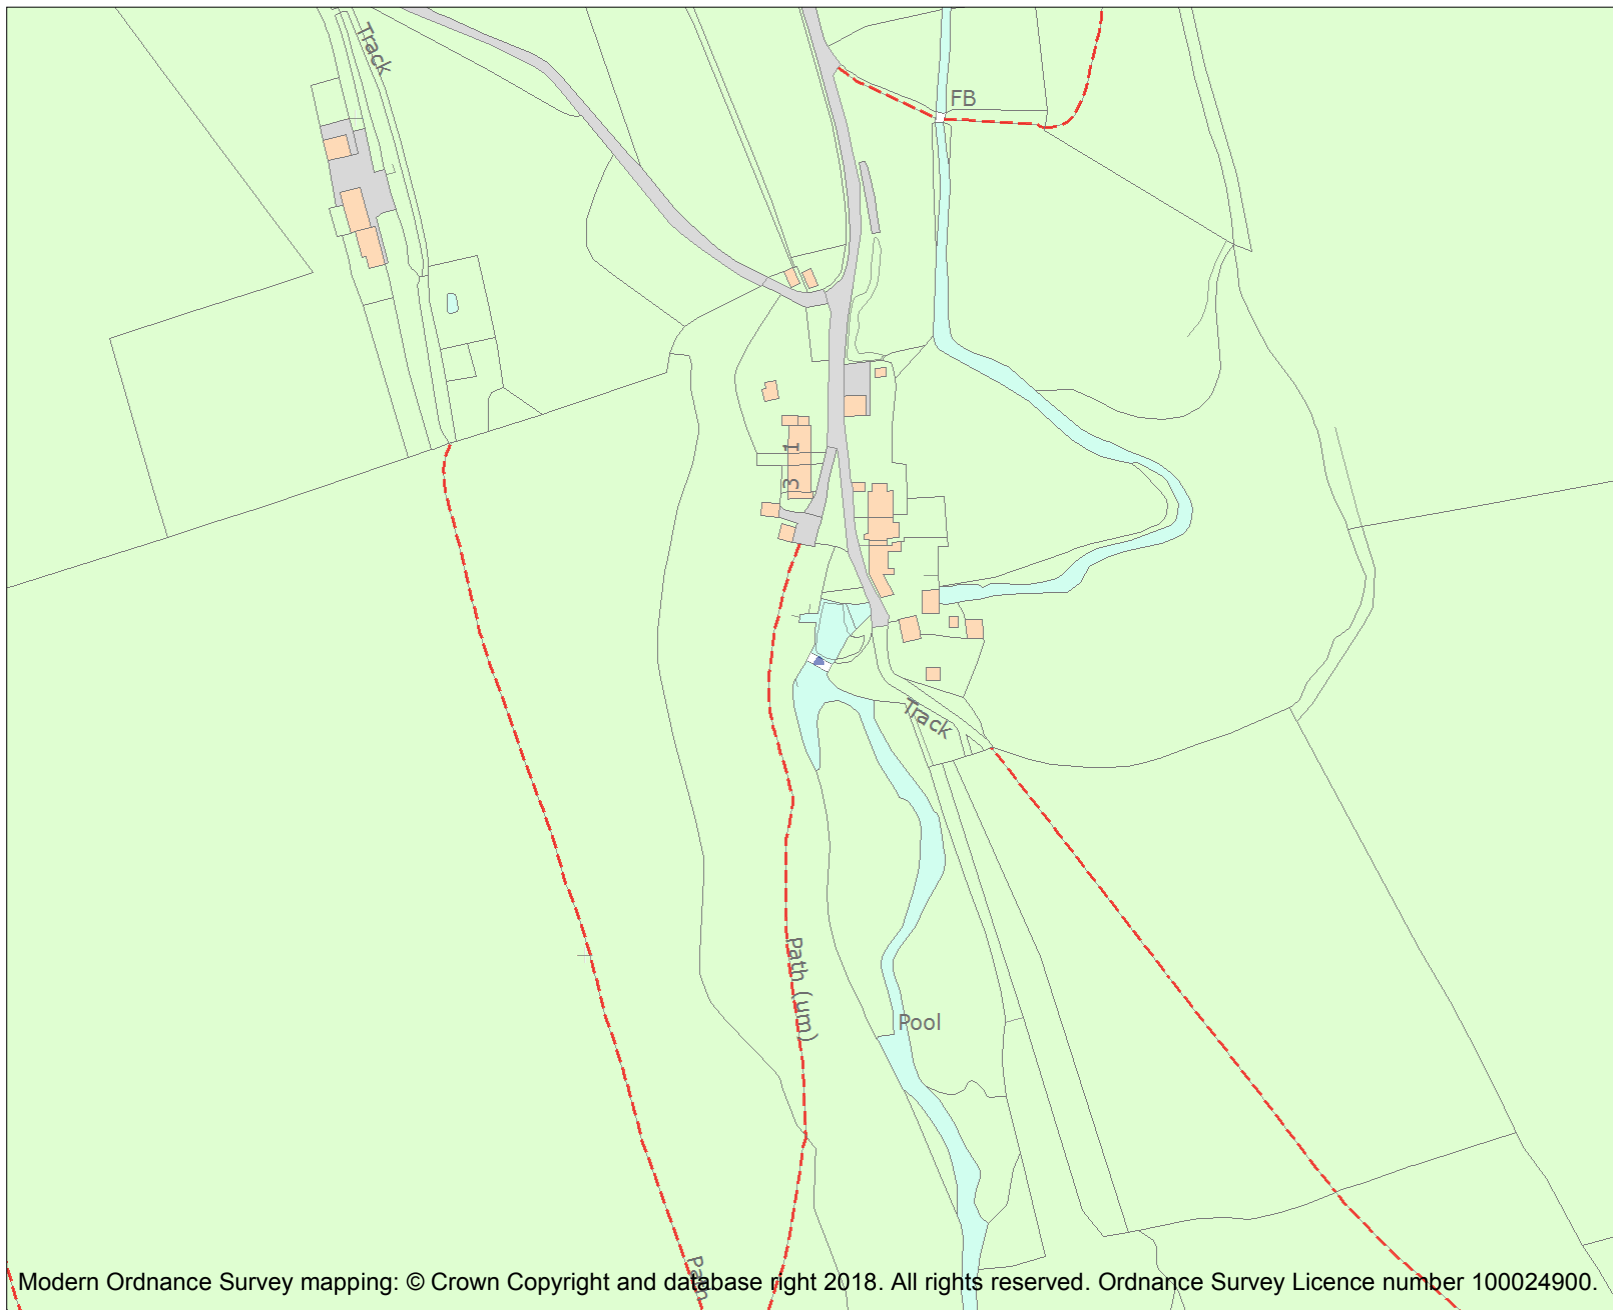 Track
FB
1
3
Track
Path (um)
Pool
Path
Modern Ordnance Survey mapping: © Crown Copyright and database right 2018. All rights reserved. Ordnance Survey Licence number 100024900.